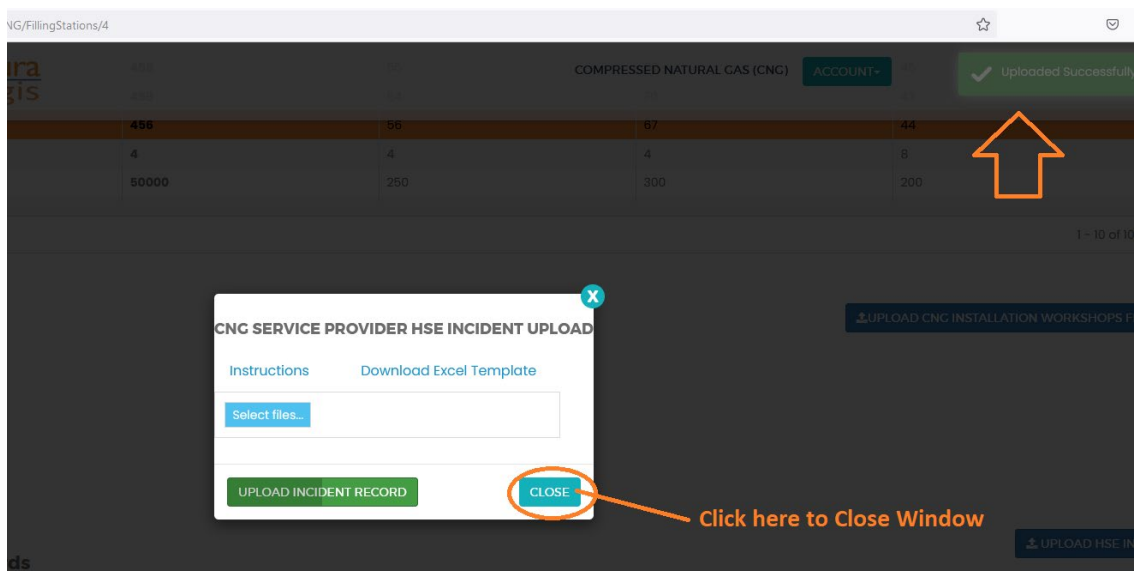 NG/FillingStations/4
ura
gis
COMPRESSED NATURAL GAS (CNG)
ACCOUNT
Uploaded Successfully
456 56 67 44
4 4 4 8
50000 250 300 200
1 - 10 of 10
X
CNG SERVICE PROVIDER HSE INCIDENT UPLOAD
UPLOAD CNG INSTALLATION WORKSHOPS F
Instructions Download Excel Template
Select files...
UPLOAD INCIDENT RECORD CLOSE
Click here to Close Window
UPLOAD HSE IN
ds